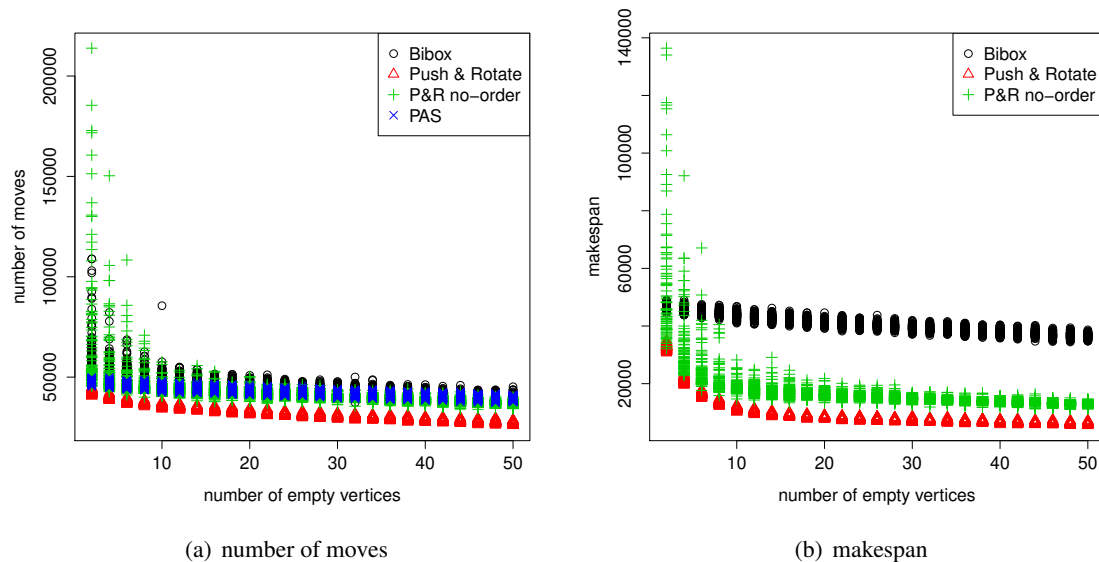 Bibox
Push & Rotate
P&R no−order
PAS
number of moves
50000
100000
150000
200000
10 20 30 40 50
number of empty vertices
(a) number of moves
Bibox
Push & Rotate
P&R no−order
makespan
20000
60000
100000
140000
10 20 30 40 50
number of empty vertices
(b) makespan